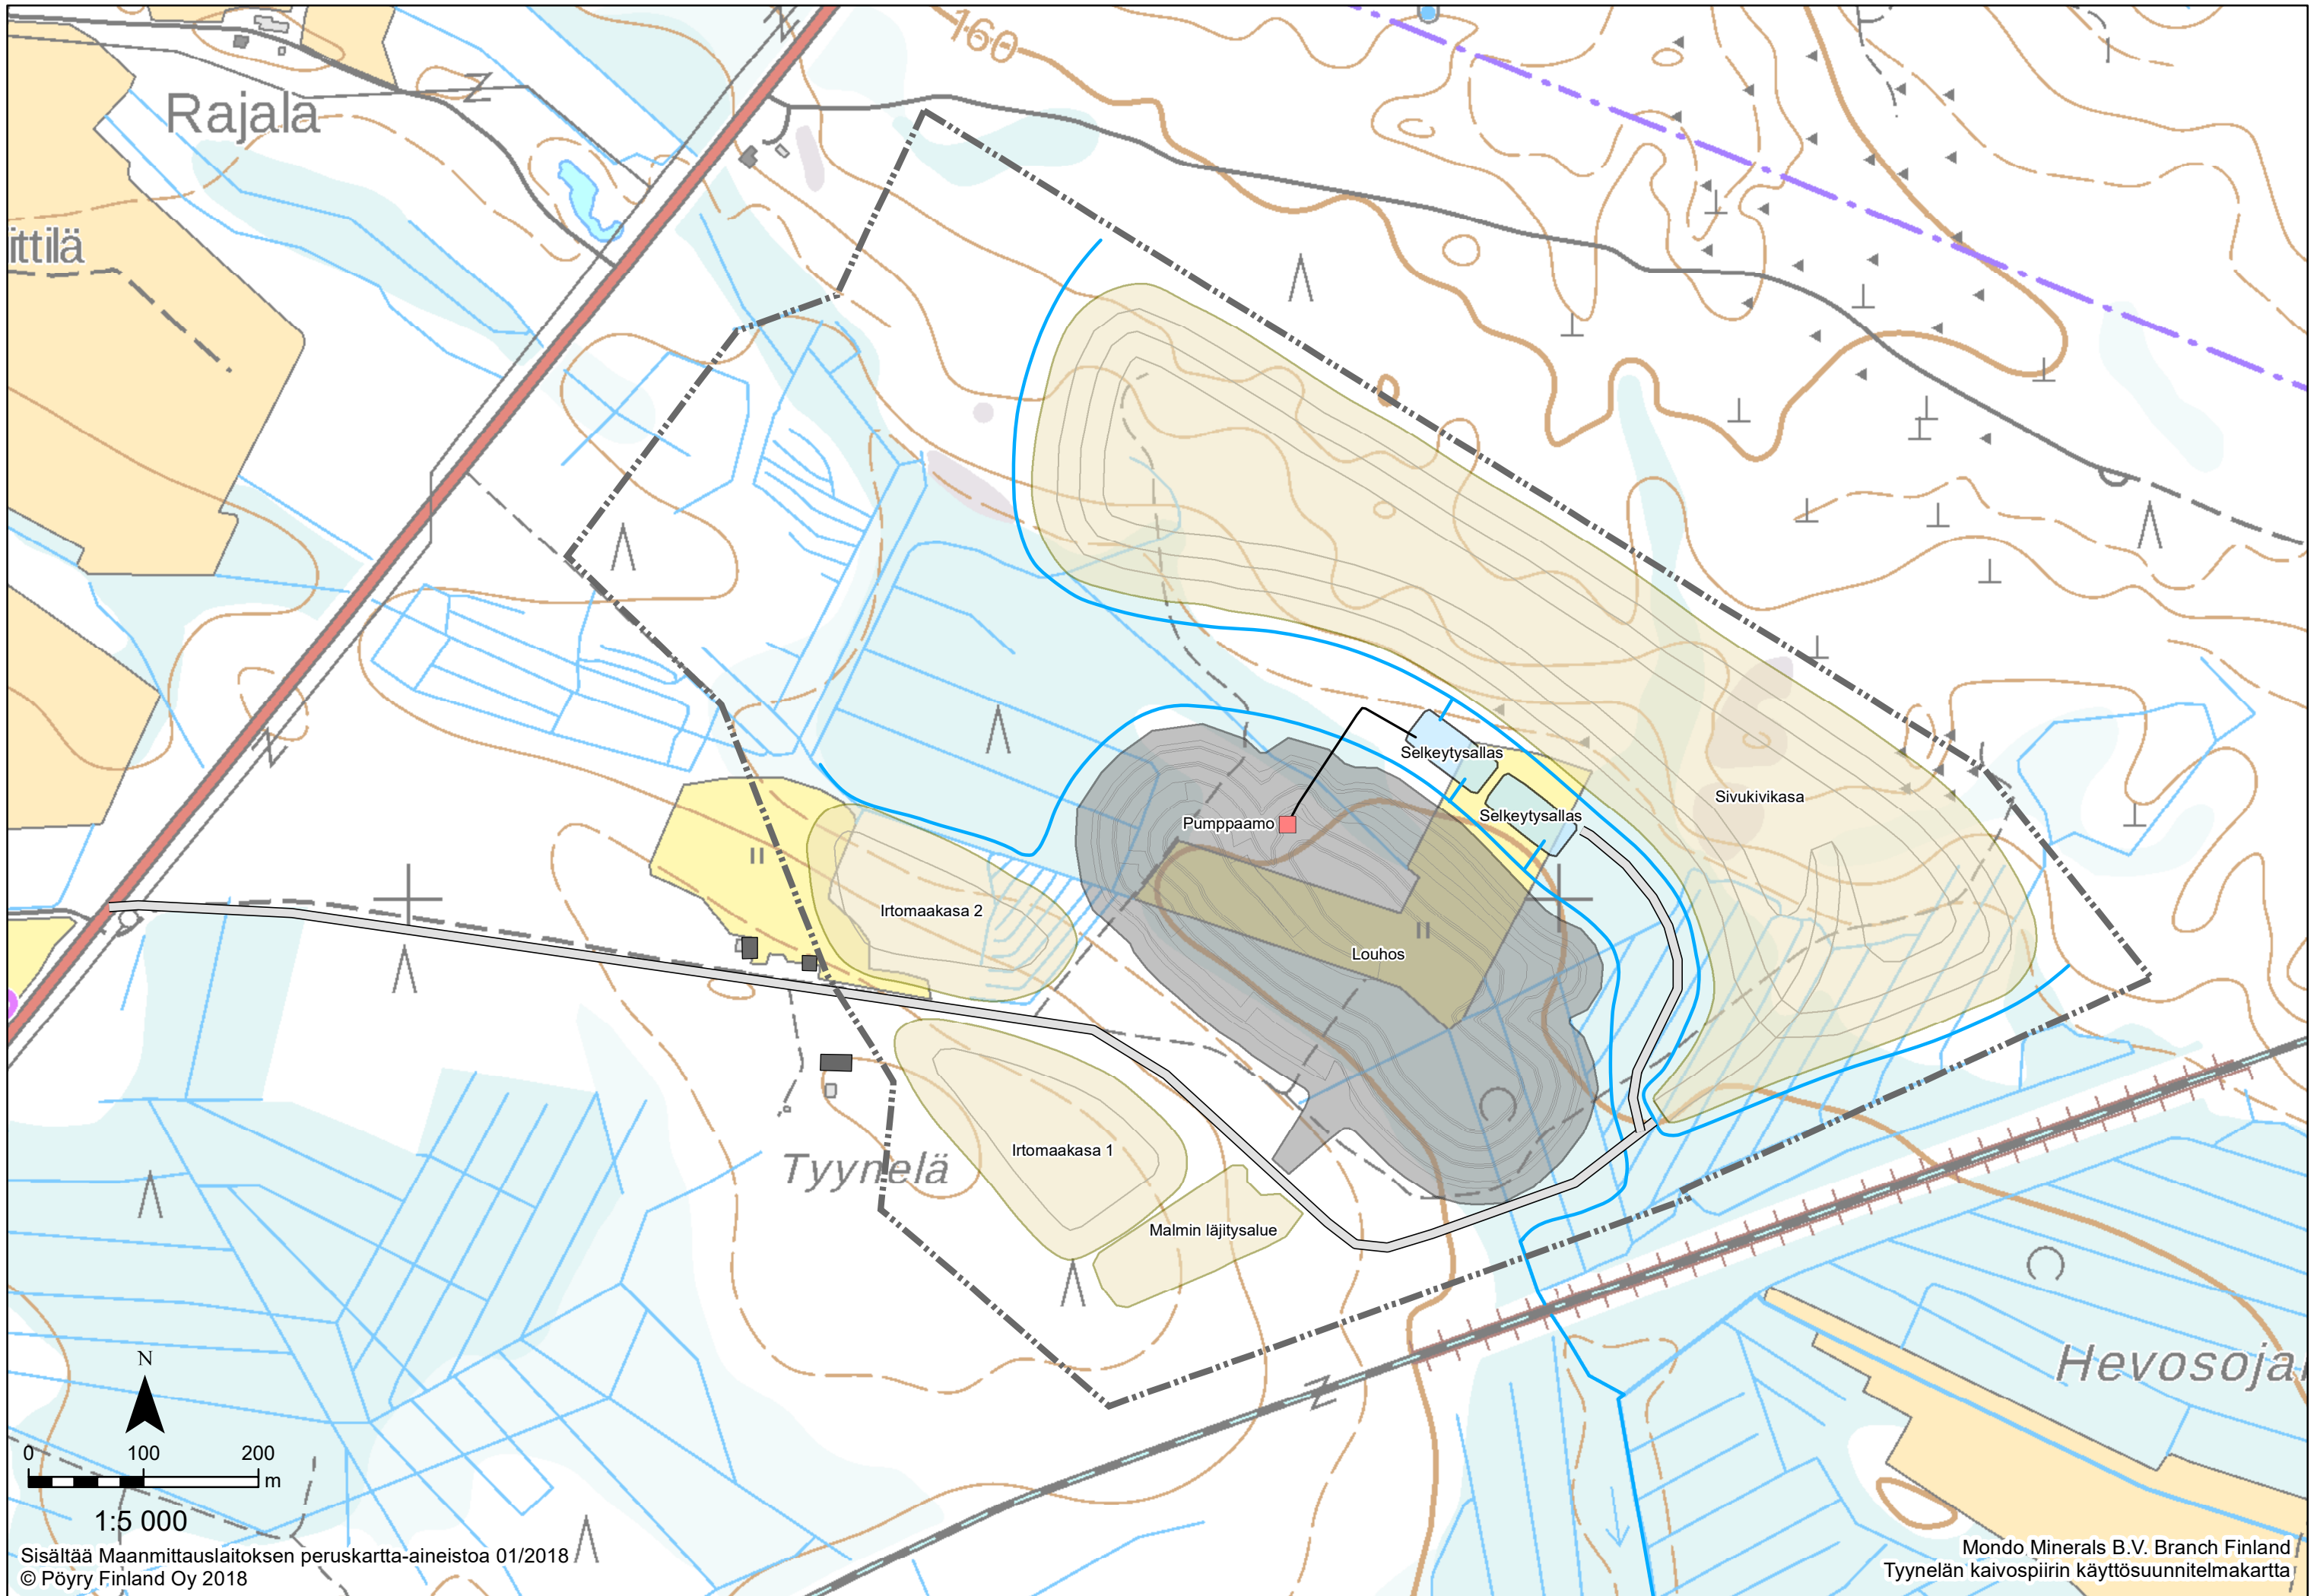 160
Rajala
ittilä
Selkeytysallas
Sivukivikasa
Selkeytysallas
Pumppaamo
Irtomaakasa 2
Louhos
Irtomaakasa 1
Tyynelä
Malmin läjitysalue
Hevosoja
N
0 100 200
m
1:5 000
Sisältää Maanmittauslaitoksen peruskartta-aineistoa 01/2018
© Pöyry Finland Oy 2018
Mondo Minerals B.V. Branch Finland
Tyynelän kaivospiirin käyttösuunnitelmakartta